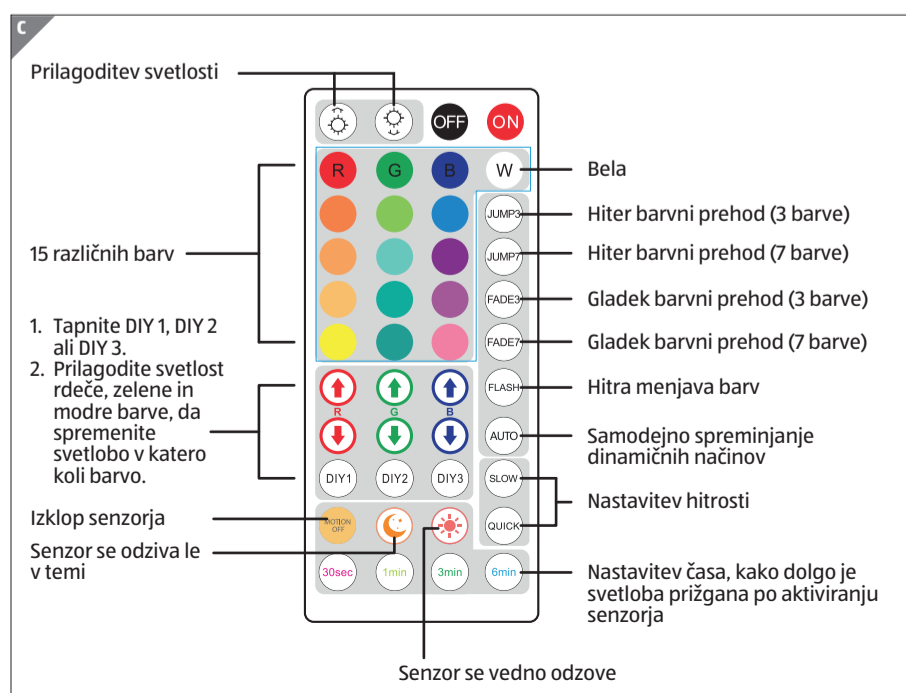 C
Prilagoditev svetlosti
OFF
ON
R
G
B
W
Bela
JUMP3
Hiter barvni prehod (3 barve)
JUMP7
Hiter barvni prehod (7 barve)
15 različnih barv
FADE3
Gladek barvni prehod (3 barve)
FADE7
Gladek barvni prehod (7 barve)
1. Tapnite DIY 1, DIY 2
ali DIY 3.
2. Prilagodite svetlost
rdeče, zelene in
modre barve, da
spremenite
svetlobo v katero
koli barvo.
R
G
B
FLASH
Hitra menjava barv
AUTO
Samodejno spreminjanje
dinamičnih načinov
DIY1
DIY2
DIY3
SLOW
Nastavitev hitrosti
QUICK
Izklop senzorja
MOTION
OFF
Senzor se odziva le
v temi
30sec
1min
3min
6min
Nastavitev časa, kako dolgo je
svetloba prižgana po aktiviranju
senzorja
Senzor se vedno odzove